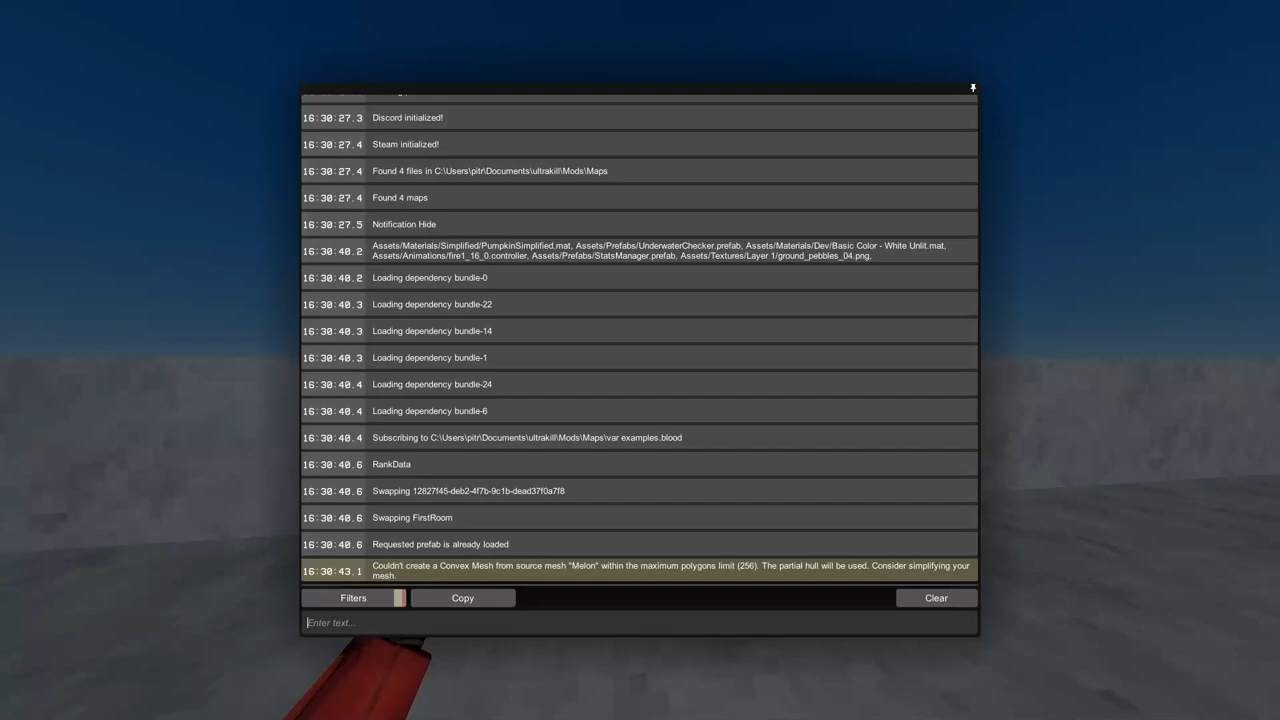 16:30:27.3 Discord initialized!
16:30:27.4 Steam initialized!
16:30:27.4 Found 4 files in C:\Users\pitr\Documents\ultrakill\Mods\Maps
16:30:27.4 Found 4 maps
16:30:27.5 Notification Hide
16:30:40.2 Assets/Materials/Simplified/PumpkinSimplified.mat, Assets/Prefabs/UnderwaterChecker.prefab, Assets/Materials/Dev/Basic Color - White Unlit.mat,
Assets/Animations/fire1_16_0.controller, Assets/Prefabs/StatsManager.prefab, Assets/Textures/Layer 1/ground_pebbles_04.png,
16:30:40.2 Loading dependency bundle-0
16:30:40.3 Loading dependency bundle-22
16:30:40.3 Loading dependency bundle-14
16:30:40.3 Loading dependency bundle-1
16:30:40.4 Loading dependency bundle-24
16:30:40.4 Loading dependency bundle-6
16:30:40.4 Subscribing to C:\Users\pitr\Documents\ultrakill\Mods\Maps\var examples.blood
16:30:40.6 RankData
16:30:40.6 Swapping 12827f45-deb2-4f7b-9c1b-dead37f0a7f8
16:30:40.6 Swapping FirstRoom
16:30:40.6 Requested prefab is already loaded
16:30:43.1 Couldn't create a Convex Mesh from source mesh "Melon" within the maximum polygons limit (256). The partial hull will be used. Consider simplifying your
mesh.
Filters Copy Clear
Enter text...